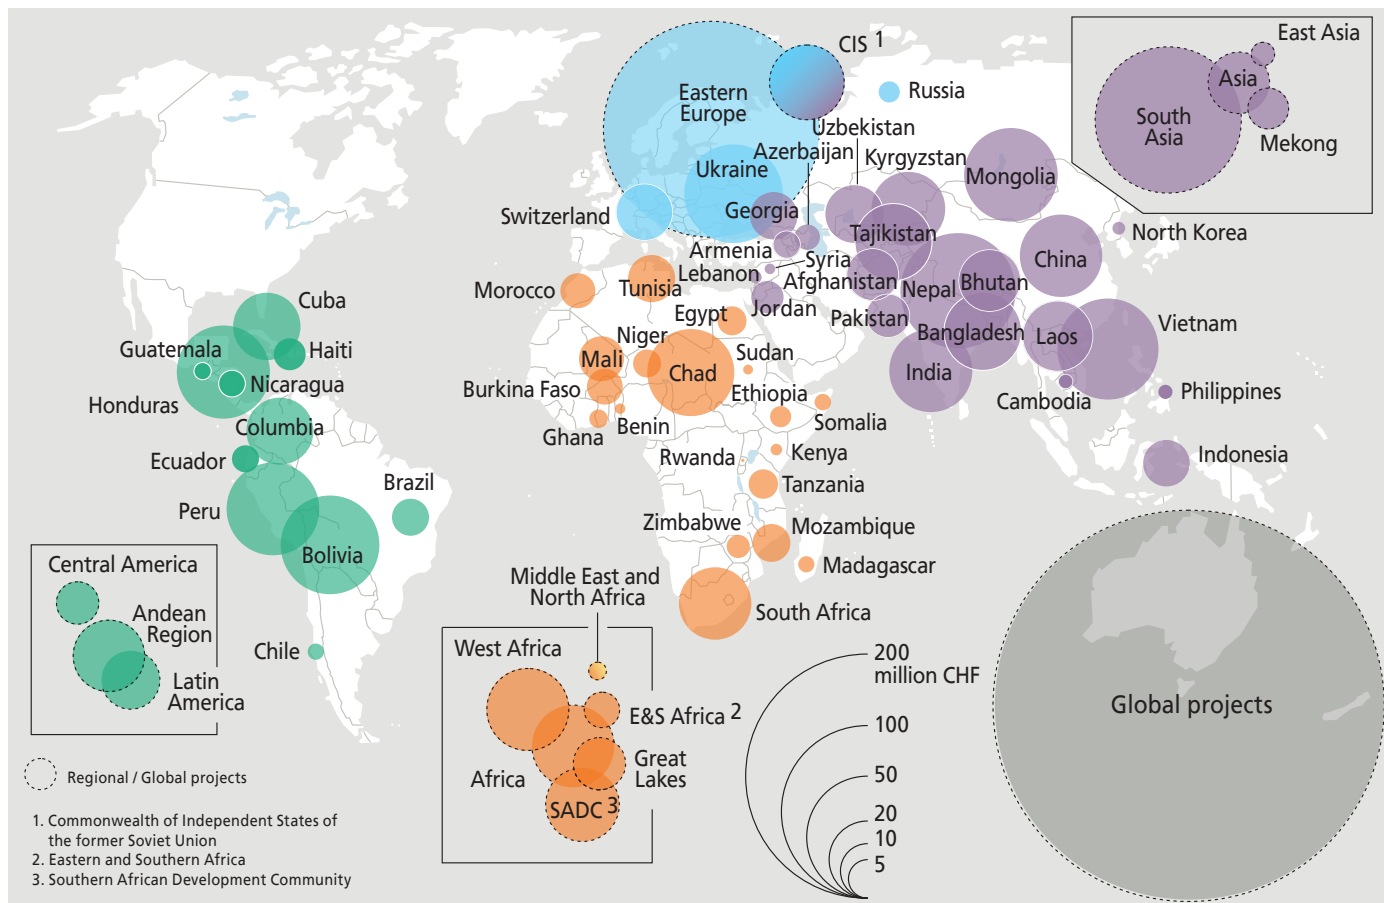 CIS 1
East Asia
Asia
South
Asia
Mekong
Eastern
Europe
Russia
Uzbekistan
Azerbaijan
Kyrgyzstan
Ukraine
Mongolia
Switzerland
Georgia
Tajikistan
North Korea
Armenia
Syria
China
Lebanon
Afghanistan
Nepal
Bhutan
Morocco
Tunisia
Jordan
Egypt
Pakistan
Bangladesh
Laos
Vietnam
Cuba
Guatemala
Haiti
Niger
Mali
Sudan
Chad
India
Nicaragua
Honduras
Burkina Faso
Ethiopia
Cambodia
Philippines
Columbia
Ghana
Benin
Somalia
Ecuador
Rwanda
Kenya
Indonesia
Brazil
Tanzania
Peru
Zimbabwe
Mozambique
Bolivia
Madagascar
Central America
Middle East and
North Africa
Andean
Region
South Africa
Chile
West Africa
200
million CHF
Latin
America
E&S Africa 2
Global projects
100
Great
Lakes
Africa
50
SADC 3
20
10
5
Regional / Global projects
1. Commonwealth of Independent States of
the former Soviet Union
2. Eastern and Southern Africa
3. Southern African Development Community